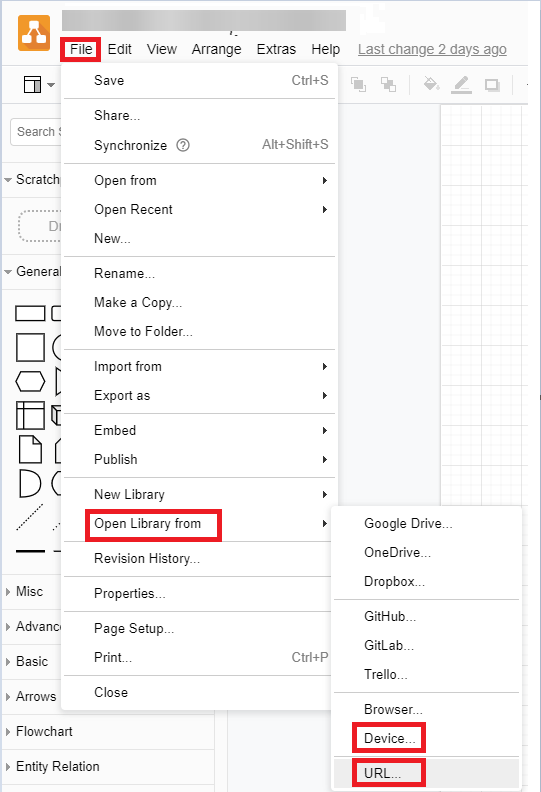 File Edit View Arrange Extras Help Last change 2 days ago
Save Ctrl+S
Share...
Synchronize Alt+Shift+S
Open from
Open Recent
New...
Rename...
Make a Copy...
Move to Folder...
Import from
Export as
Embed
Publish
New Library
Open Library from
Revision History...
Properties...
Page Setup...
Print... Ctrl+P
Close
Google Drive...
OneDrive...
Dropbox...
GitHub...
GitLab...
Trello...
Browser...
Device...
URL...
Search S
Scratchp
Dr
General
Misc
Advanc
Basic
Arrows
Flowchart
Entity Relation